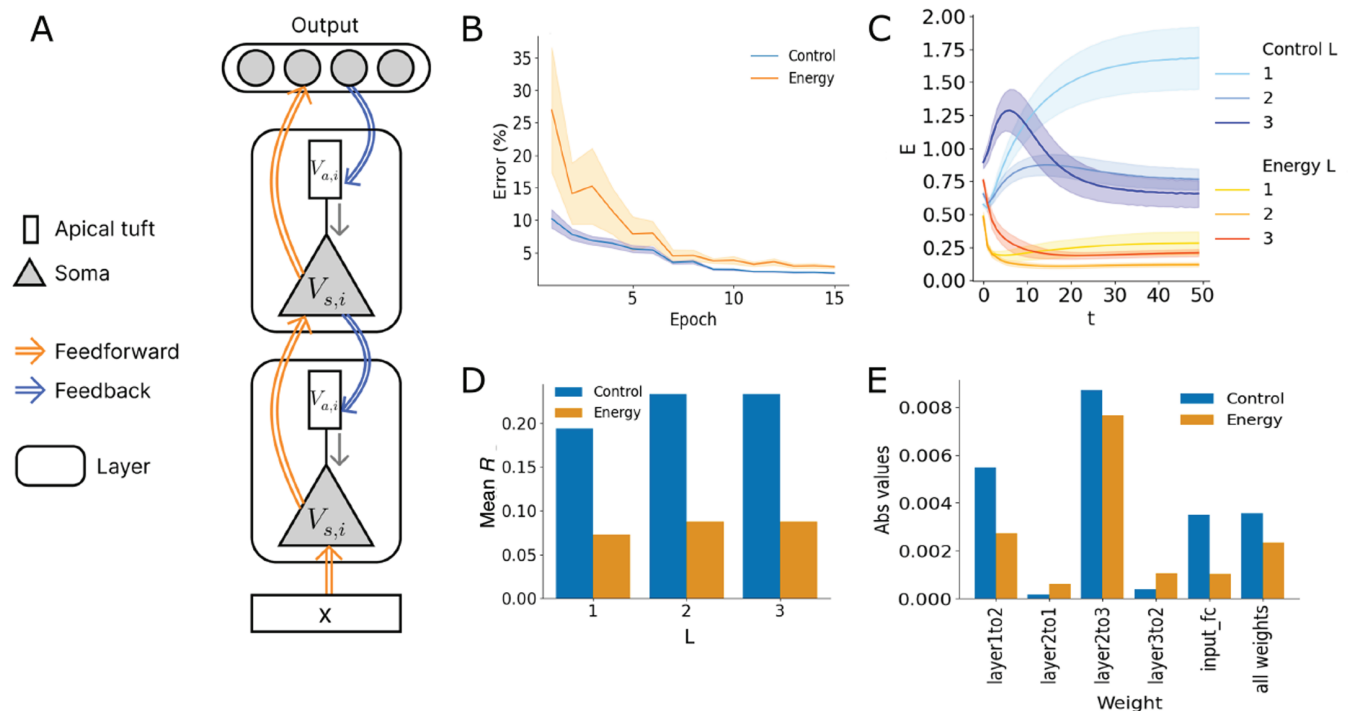 A
Output
V_{a,i}
V_{s,i}
Apical tuft
Soma
Feedforward
Feedback
Layer
V_{a,i}
V_{s,i}
x
B
Error (%)
35
30
25
20
15
10
5
Control
Energy
5
10
15
Epoch
C
E
2.00
1.75
1.50
1.25
1.00
0.75
0.50
0.25
0.00
0
10
20
30
40
50
t
Control L
1
2
3
Energy L
1
2
3
D
Mean R
0.20
0.15
0.10
0.05
0.00
Control
Energy
1
2
3
L
E
Abs values
0.008
0.006
0.004
0.002
0.000
Control
Energy
layer1to2
layer2to1
layer2to3
layer3to2
input_fc
all weights
Weight